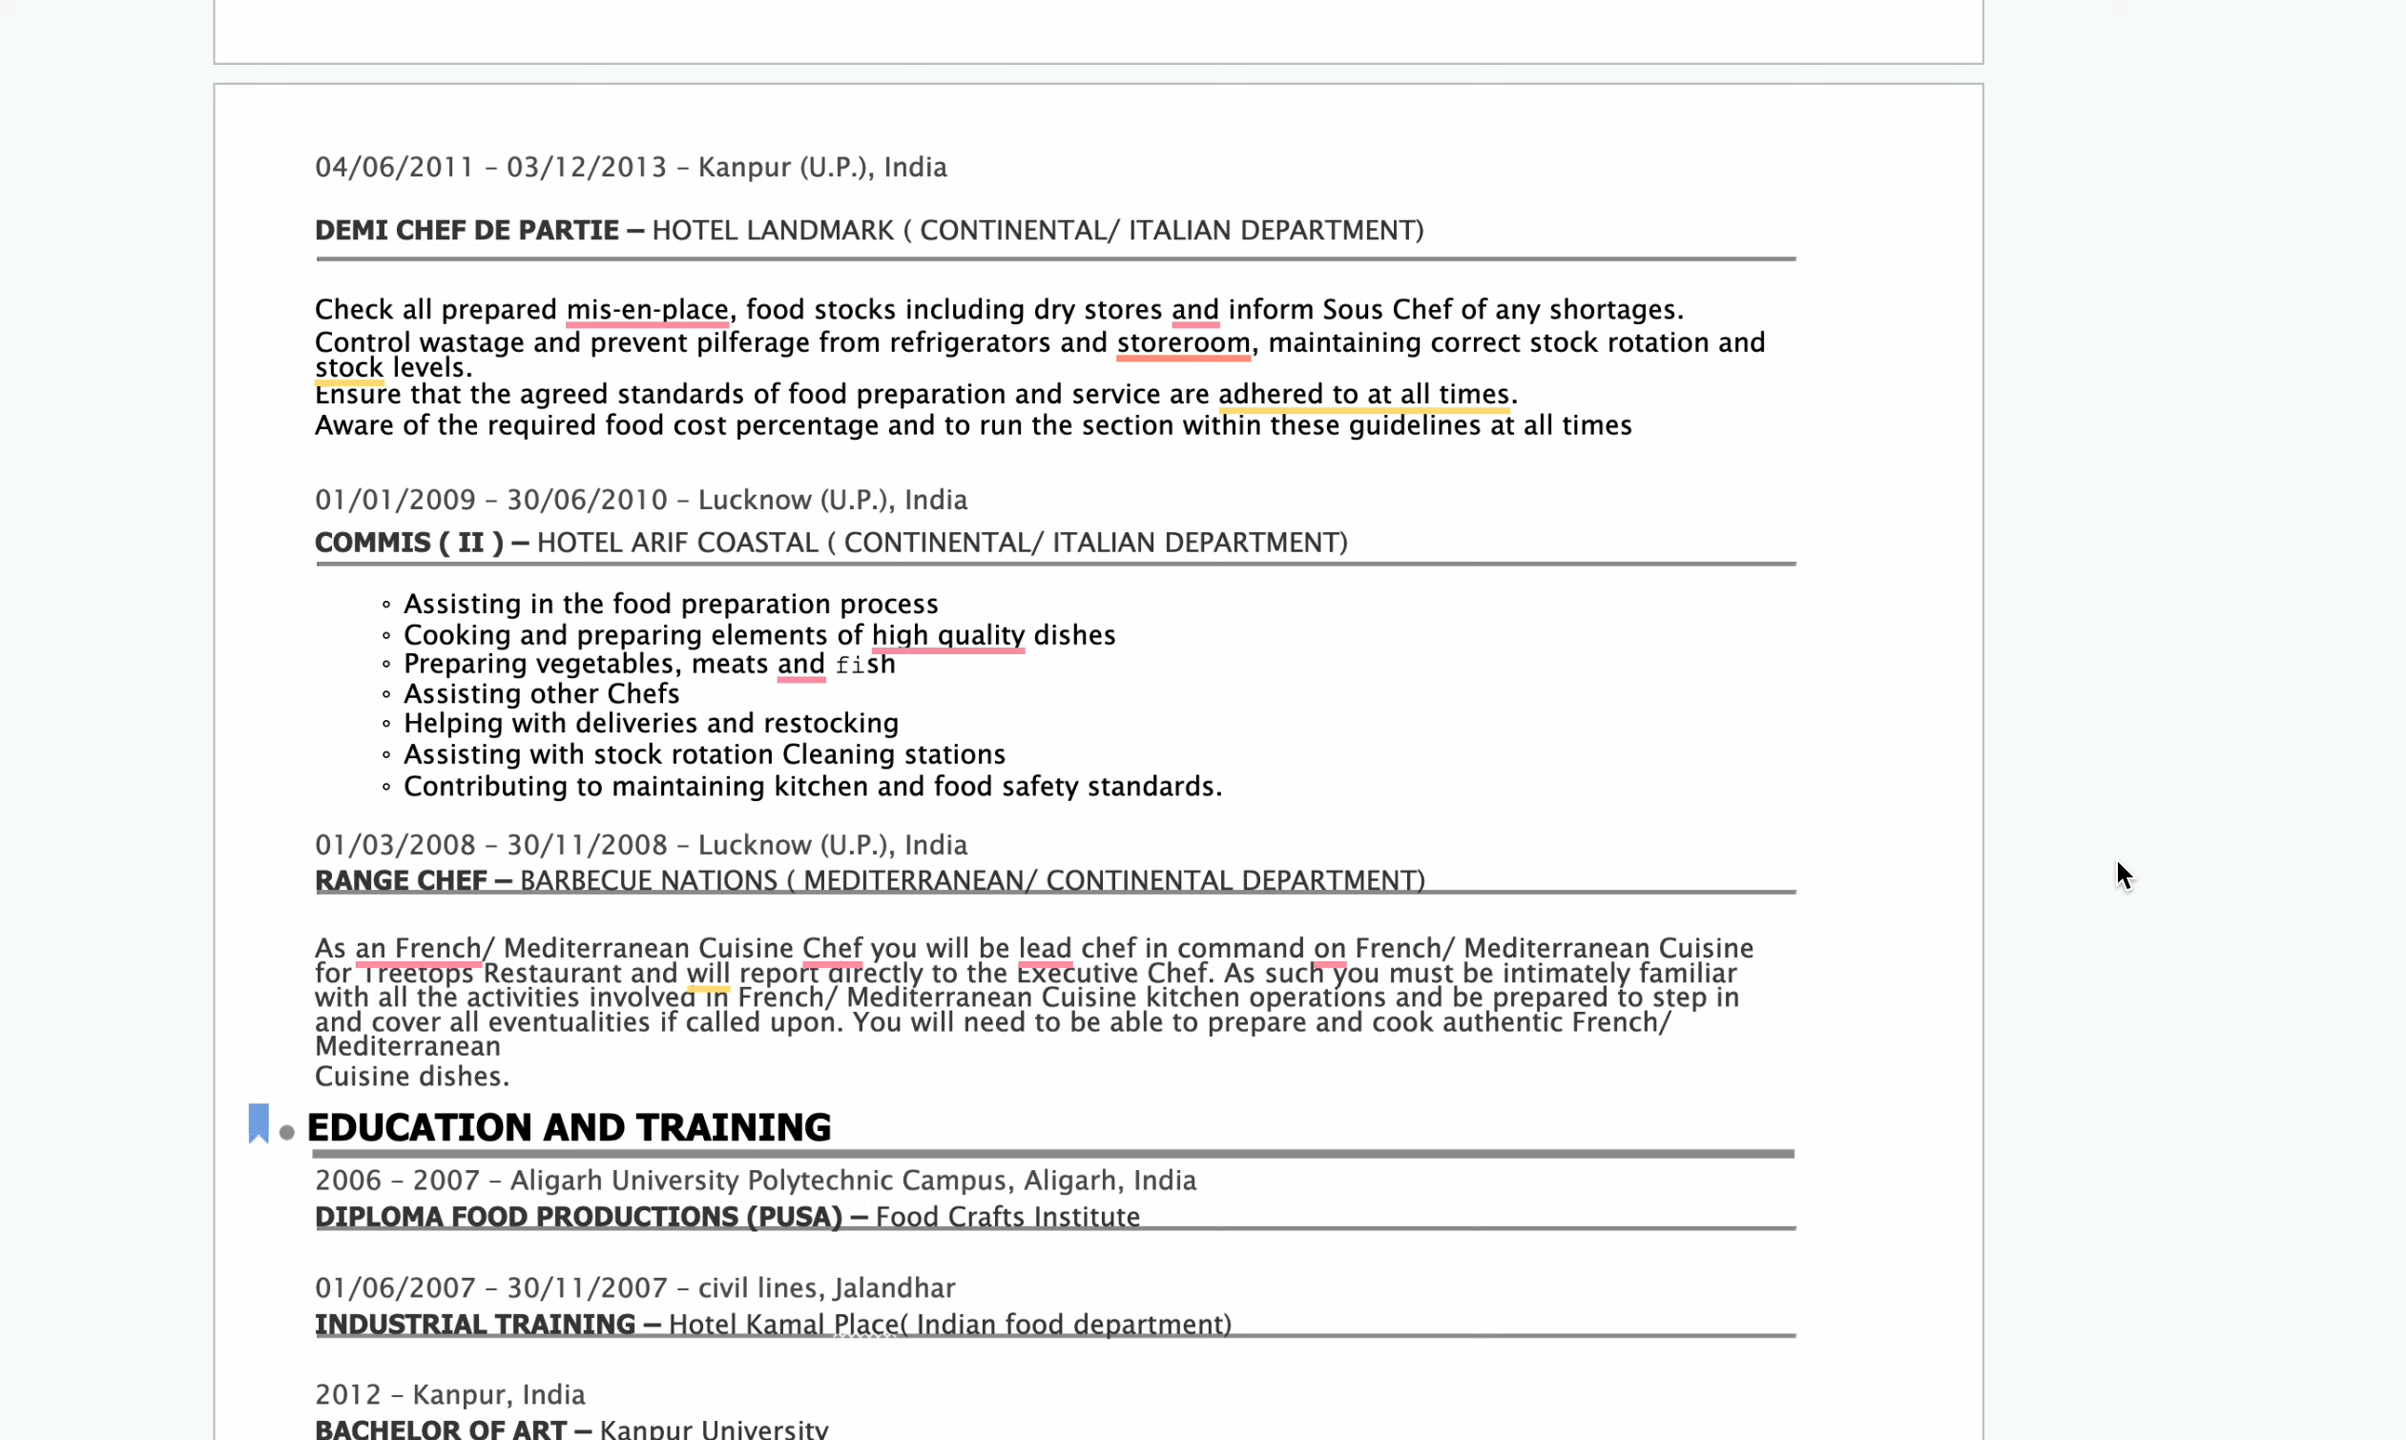 04/06/2011 – 03/12/2013 – Kanpur (U.P.), India
DEMI CHEF DE PARTIE – HOTEL LANDMARK ( CONTINENTAL/ ITALIAN DEPARTMENT)
Check all prepared mis-en-place, food stocks including dry stores and inform Sous Chef of any shortages.
Control wastage and prevent pilferage from refrigerators and storeroom, maintaining correct stock rotation and
stock levels.
Ensure that the agreed standards of food preparation and service are adhered to at all times.
Aware of the required food cost percentage and to run the section within these guidelines at all times
01/01/2009 – 30/06/2010 – Lucknow (U.P.), India
COMMIS ( II ) – HOTEL ARIF COASTAL ( CONTINENTAL/ ITALIAN DEPARTMENT)
◦ Assisting in the food preparation process
◦ Cooking and preparing elements of high quality dishes
◦ Preparing vegetables, meats and fish
◦ Assisting other Chefs
◦ Helping with deliveries and restocking
◦ Assisting with stock rotation Cleaning stations
◦ Contributing to maintaining kitchen and food safety standards.
01/03/2008 – 30/11/2008 – Lucknow (U.P.), India
RANGE CHEF – BARBECUE NATIONS ( MEDITERRANEAN/ CONTINENTAL DEPARTMENT)
As an French/ Mediterranean Cuisine Chef you will be lead chef in command on French/ Mediterranean Cuisine
for Treetops Restaurant and will report directly to the Executive Chef. As such you must be intimately familiar
with all the activities involved in French/ Mediterranean Cuisine kitchen operations and be prepared to step in
and cover all eventualities if called upon. You will need to be able to prepare and cook authentic French/
Mediterranean
Cuisine dishes.
● EDUCATION AND TRAINING
2006 – 2007 – Aligarh University Polytechnic Campus, Aligarh, India
DIPLOMA FOOD PRODUCTIONS (PUSA) – Food Crafts Institute
01/06/2007 – 30/11/2007 – civil lines, Jalandhar
INDUSTRIAL TRAINING – Hotel Kamal Place( Indian food department)
2012 – Kanpur, India
BACHELOR OF ART – Kanpur University